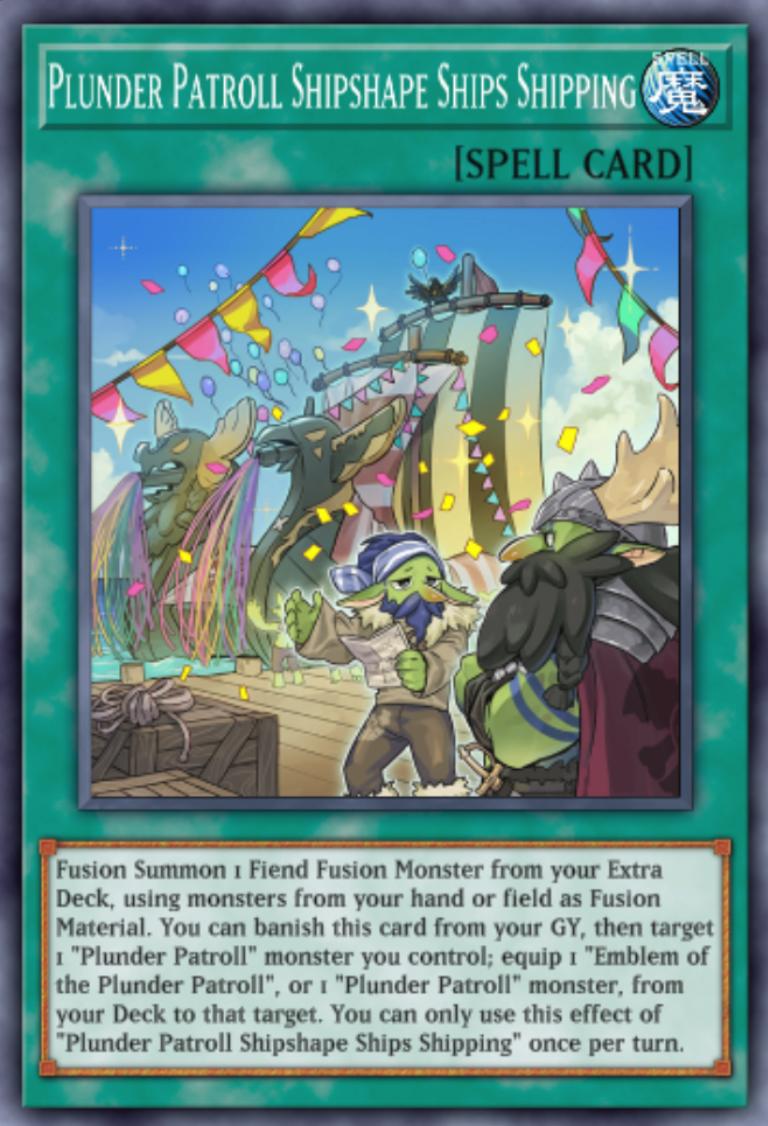 Plunder Patroll Shipshape Ships Shipping
SPELL
魔
[SPELL CARD]
Fusion Summon 1 Fiend Fusion Monster from your Extra
Deck, using monsters from your hand or field as Fusion
Material. You can banish this card from your GY, then target
1 "Plunder Patroll" monster you control; equip 1 "Emblem of
the Plunder Patroll", or 1 "Plunder Patroll" monster, from
your Deck to that target. You can only use this effect of
"Plunder Patroll Shipshape Ships Shipping" once per turn.